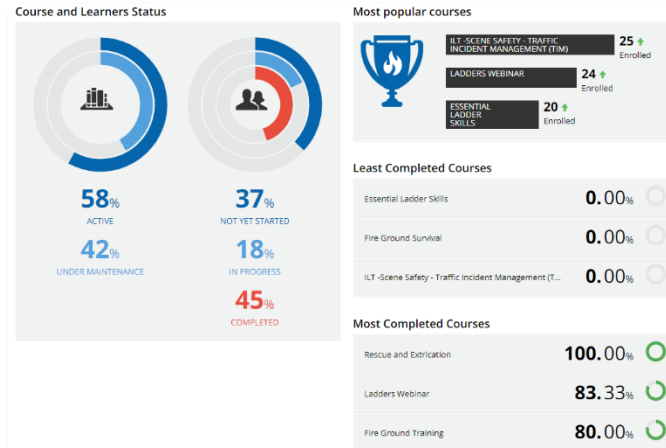 Course and Learners Status
58%
ACTIVE
42%
UNDER MAINTENANCE
37%
NOT YET STARTED
18%
IN PROGRESS
45%
COMPLETED
Most popular courses
ILT -SCENE SAFETY - TRAFFIC
INCIDENT MANAGEMENT (TIM)
25
Enrolled
LADDERS WEBINAR
24
Enrolled
ESSENTIAL
LADDER
SKILLS
20
Enrolled
Least Completed Courses
Essential Ladder Skills
0.00%
Fire Ground Survival
0.00%
ILT -Scene Safety - Traffic Incident Management (T...
0.00%
Most Completed Courses
Rescue and Extrication
100.00%
Ladders Webinar
83.33%
Fire Ground Training
80.00%